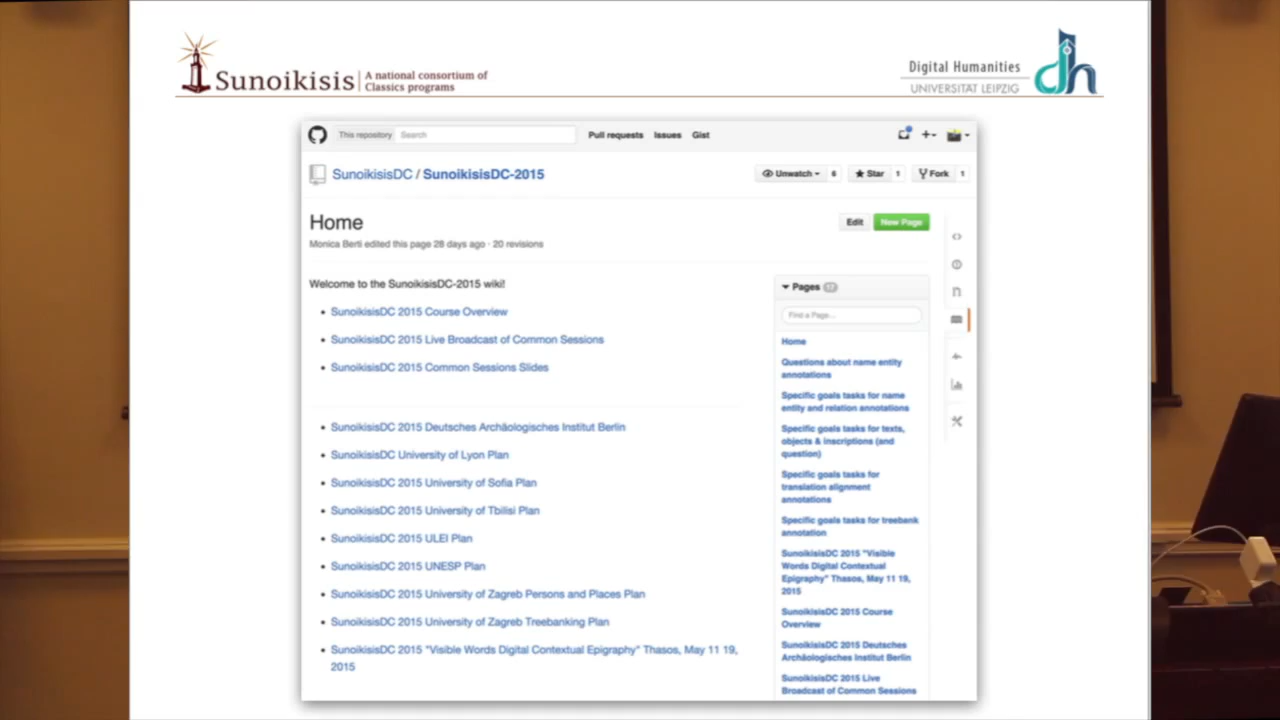 Sunoikisis
A national consortium of
Classics programs
Digital Humanities
UNIVERSITÄT LEIPZIG
dh
This repository Search
Pull requests Issues Gist
SunoikisisDC / SunoikisisDC-2015
Unwatch 6
Star 1
Fork 1
Home
Edit
New Page
Monica Berti edited this page 28 days ago · 20 revisions
Welcome to the SunoikisisDC-2015 wiki!
• SunoikisisDC 2015 Course Overview
• SunoikisisDC 2015 Live Broadcast of Common Sessions
• SunoikisisDC 2015 Common Sessions Slides
• SunoikisisDC 2015 Deutsches Archäologisches Institut Berlin
• SunoikisisDC University of Lyon Plan
• SunoikisisDC 2015 University of Sofia Plan
• SunoikisisDC 2015 University of Tbilisi Plan
• SunoikisisDC 2015 ULEI Plan
• SunoikisisDC 2015 UNESP Plan
• SunoikisisDC 2015 University of Zagreb Persons and Places Plan
• SunoikisisDC 2015 University of Zagreb Treebanking Plan
• SunoikisisDC 2015 "Visible Words Digital Contextual Epigraphy" Thasos, May 11 19,
2015
Pages
Find a Page...
Home
Questions about name entity
annotations
Specific goals tasks for name
entity and relation annotations
Specific goals tasks for texts,
objects & inscriptions (and
question)
Specific goals tasks for
translation alignment
annotations
Specific goals tasks for treebank
annotation
SunoikisisDC 2015 "Visible
Words Digital Contextual
Epigraphy" Thasos, May 11 19,
2015
SunoikisisDC 2015 Course
Overview
SunoikisisDC 2015 Deutsches
Archäologisches Institut Berlin
SunoikisisDC 2015 Live
Broadcast of Common Sessions